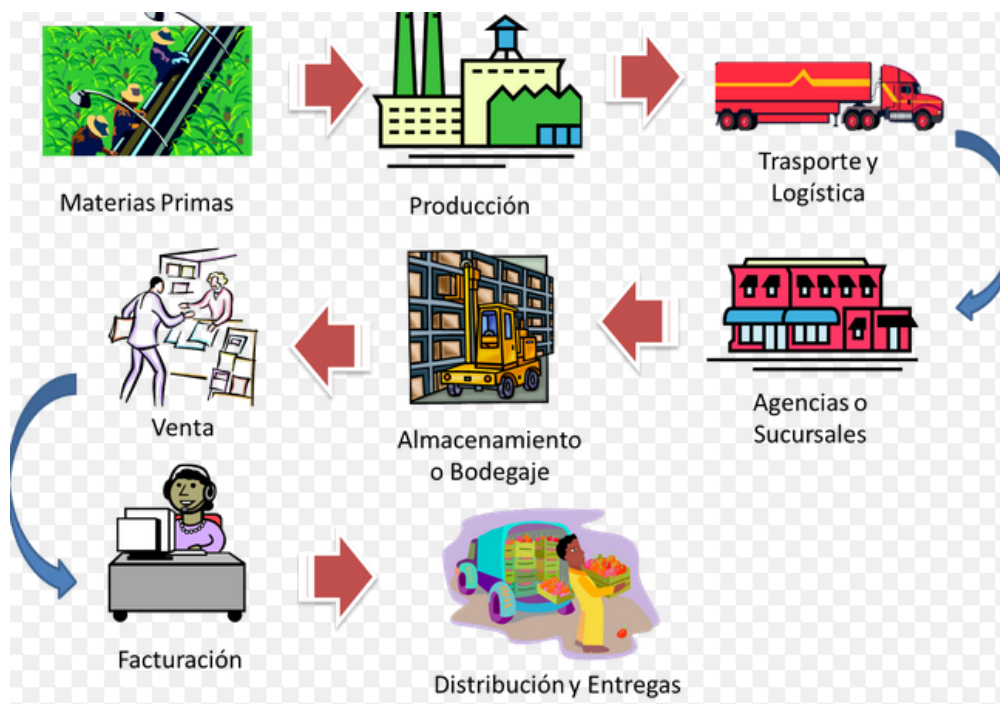 Materias Primas
Producción
Trasporte y
Logística
Agencias o
Sucursales
Almacenamiento
o Bodegaje
Venta
Facturación
Distribución y Entregas